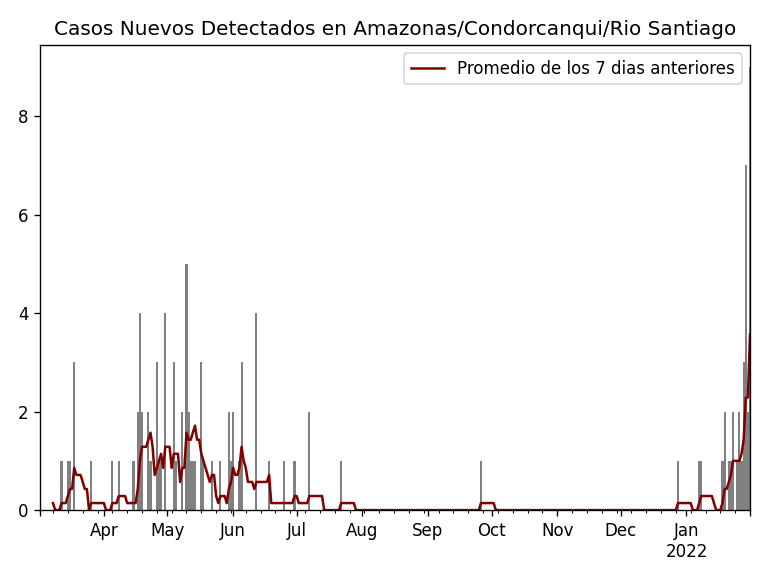 Casos Nuevos Detectados en Amazonas/Condorcanqui/Rio Santiago
Promedio de los 7 dias anteriores
8
6
4
2
0
Apr May Jun Jul Aug Sep Oct Nov Dec Jan
2022